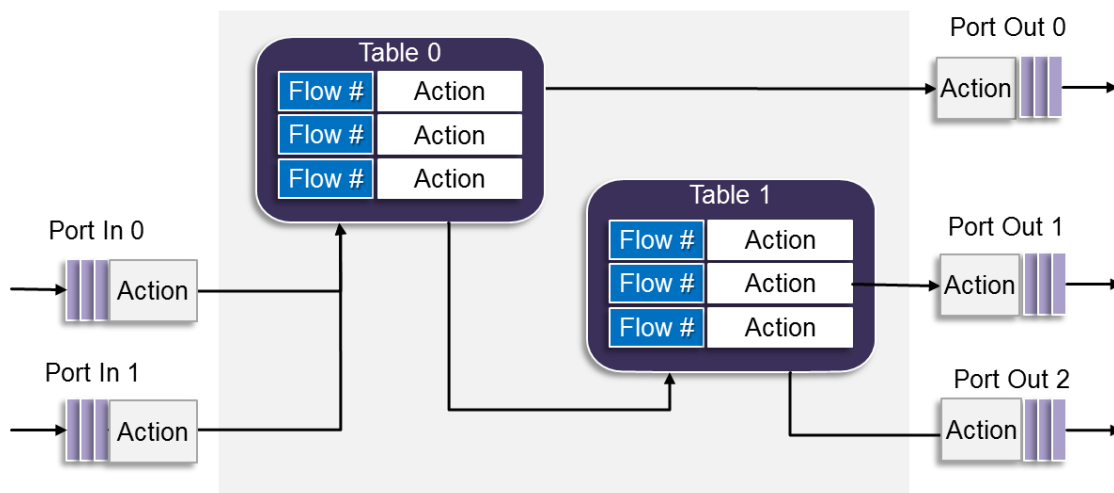 Port Out 0
Table 0
Flow # Action
Action
Flow # Action
Flow # Action
Table 1
Port In 0
Port Out 1
Flow # Action
Action
Flow # Action
Action
Flow # Action
Port In 1
Port Out 2
Action
Action